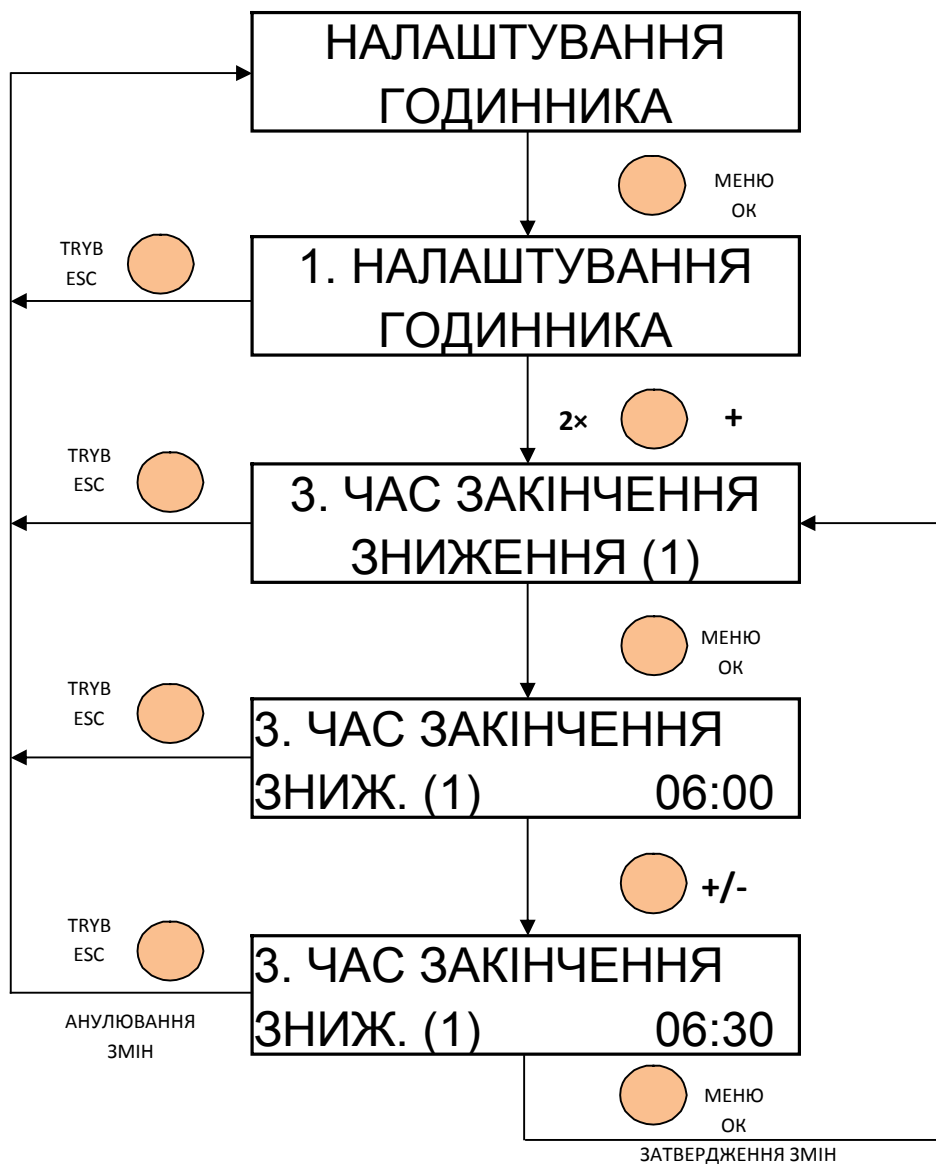 НАЛАШТУВАННЯ
ГОДИННИКА
МЕНЮ
ОК
TRYB
ESC
1. НАЛАШТУВАННЯ
ГОДИННИКА
2× +
TRYB
ESC
3. ЧАС ЗАКІНЧЕННЯ
ЗНИЖЕННЯ (1)
МЕНЮ
ОК
TRYB
ESC
3. ЧАС ЗАКІНЧЕННЯ
ЗНИЖ. (1) 06:00
+/-
TRYB
ESC
3. ЧАС ЗАКІНЧЕННЯ
ЗНИЖ. (1) 06:30
АНУЛЮВАННЯ
ЗМІН
МЕНЮ
ОК
ЗАТВЕРДЖЕННЯ ЗМІН